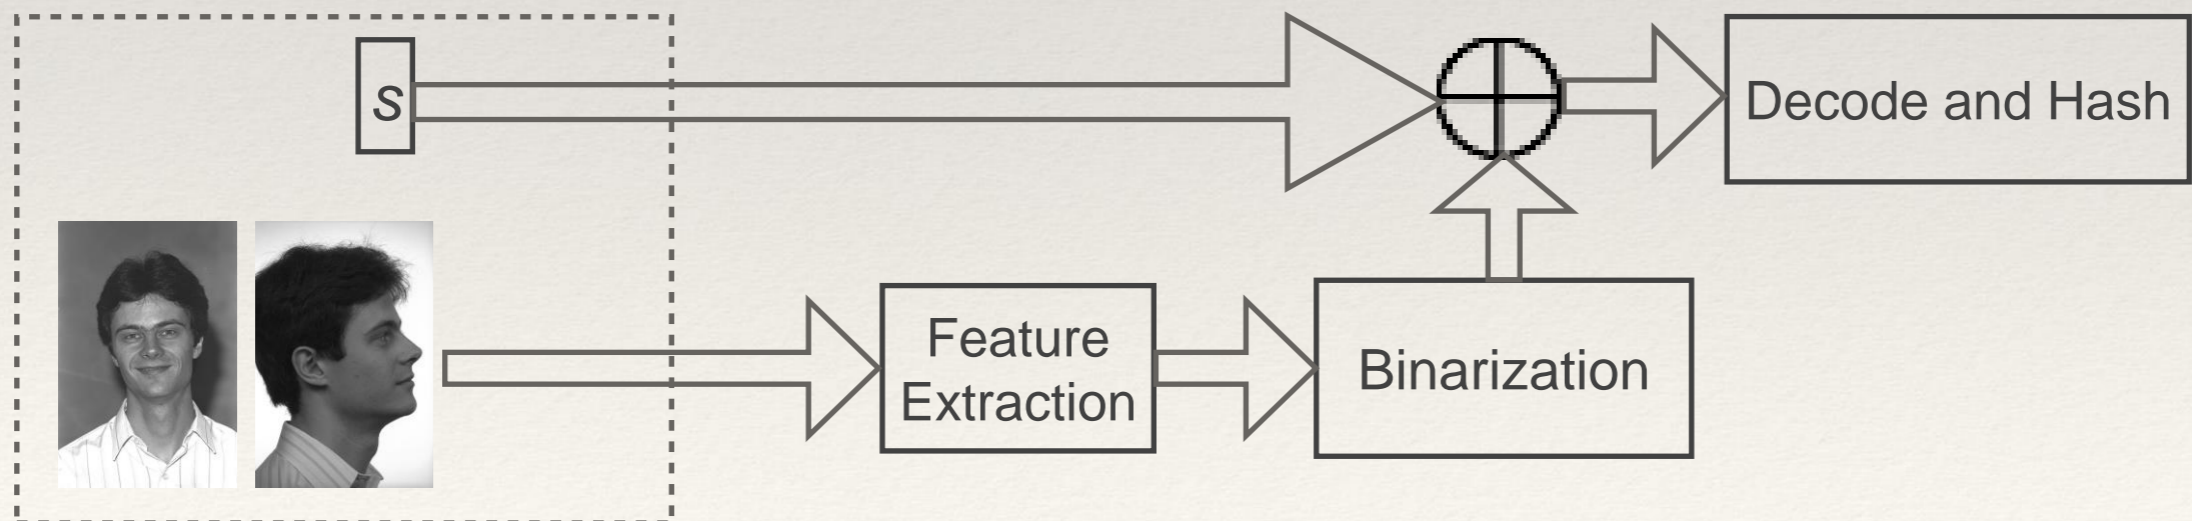 s
Decode and Hash
Feature
Extraction
Binarization